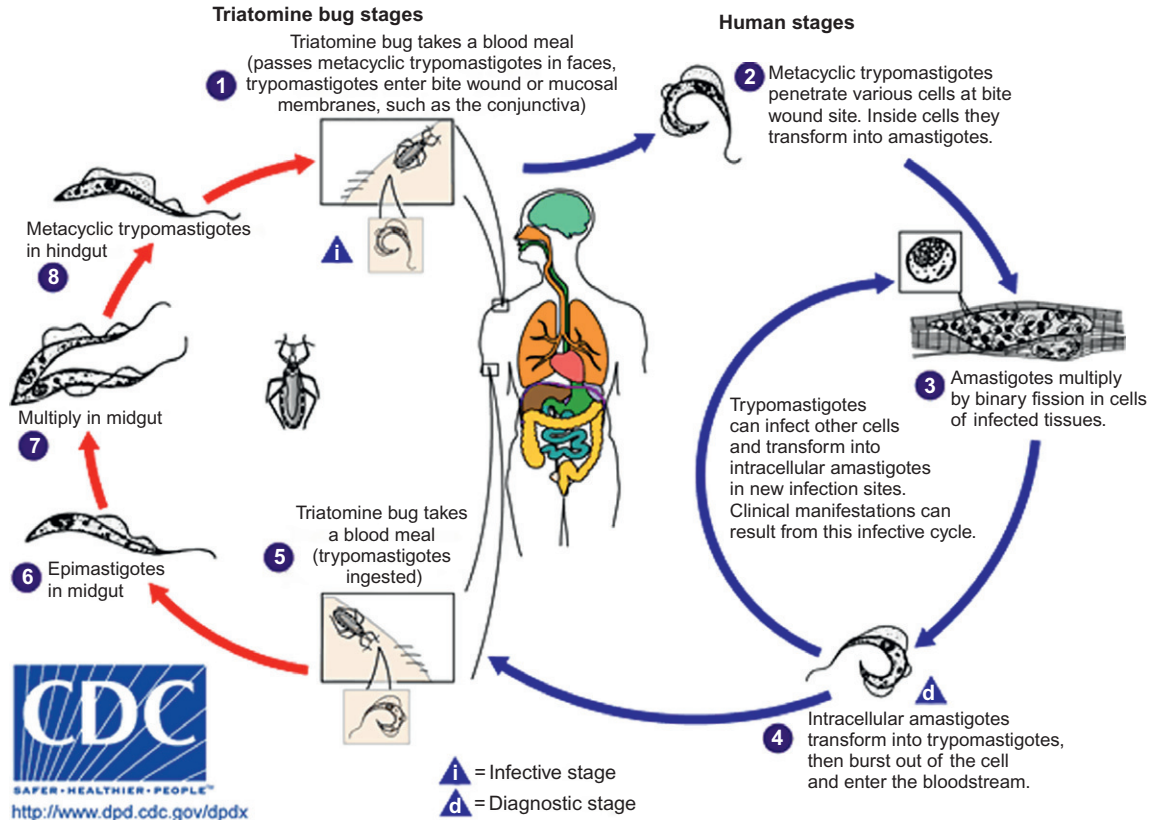 Triatomine bug stages
Human stages
1
Triatomine bug takes a blood meal
(passes metacyclic trypomastigotes in faces,
trypomastigotes enter bite wound or mucosal
membranes, such as the conjunctiva)
2
Metacyclic trypomastigotes
penetrate various cells at bite
wound site. Inside cells they
transform into amastigotes.
i
3
Amastigotes multiply
by binary fission in cells
of infected tissues.
Trypomastigotes
can infect other cells
and transform into
intracellular amastigotes
in new infection sites.
Clinical manifestations can
result from this infective cycle.
d
4
Intracellular amastigotes
transform into trypomastigotes,
then burst out of the cell
and enter the bloodstream.
5
Triatomine bug takes
a blood meal
(trypomastigotes
ingested)
6
Epimastigotes
in midgut
Multiply in midgut
7
Metacyclic trypomastigotes
in hindgut
8
CDC
SAFER•HEALTHIER•PEOPLE™
http://www.dpd.cdc.gov/dpdx
i = Infective stage
d = Diagnostic stage